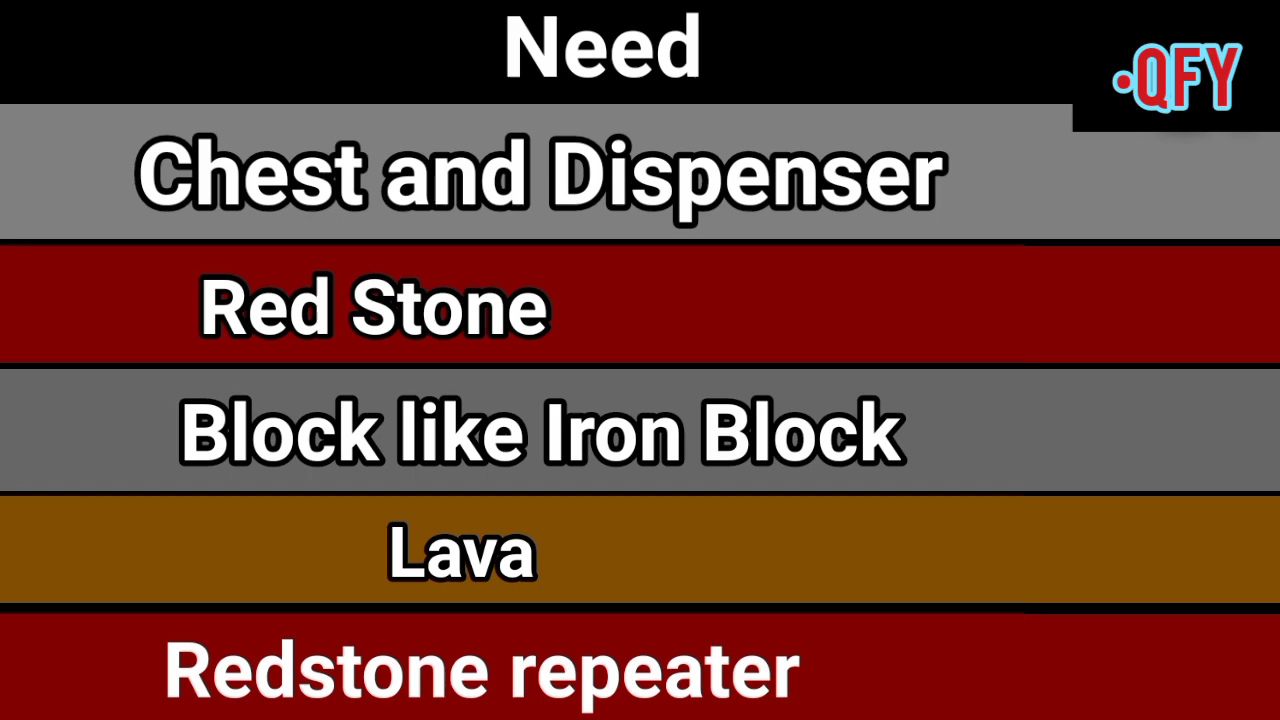 Need
·QFY
Chest and Dispenser
Red Stone
Block like Iron Block
Lava
Redstone repeater